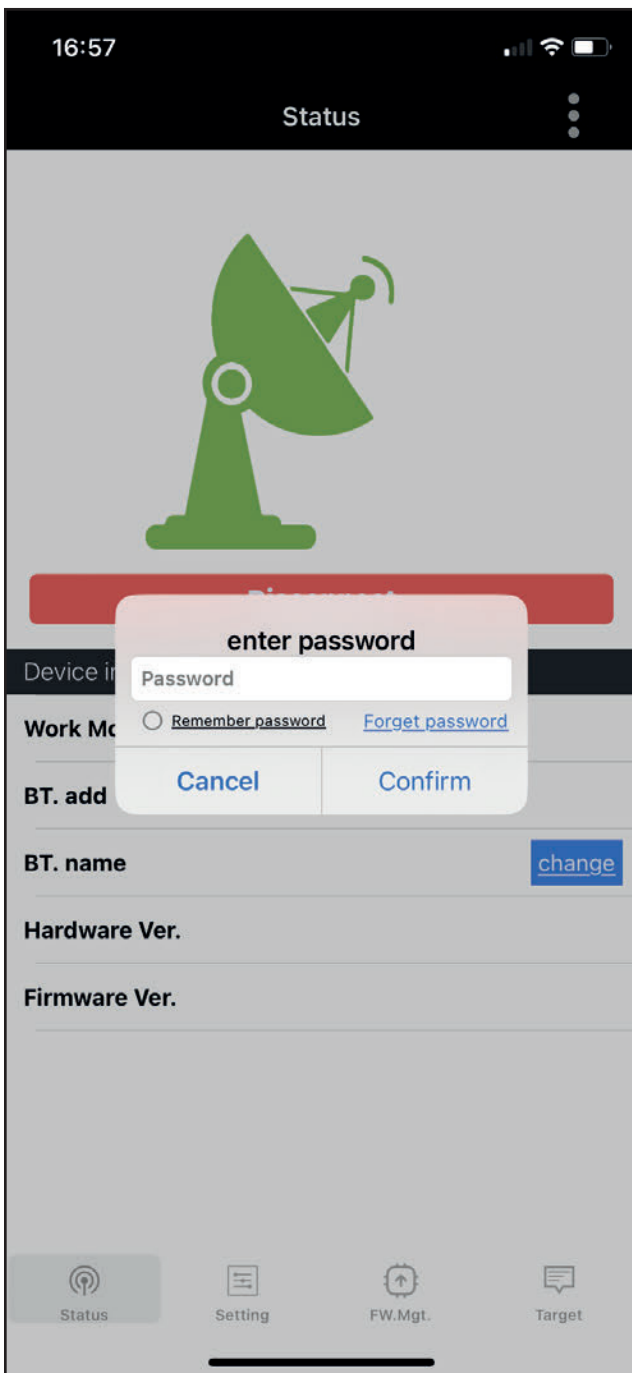 16:57
Status
enter password
Device in
Password
Remember password Forget password
Work Mo
Cancel Confirm
BT. add
BT. name change
Hardware Ver.
Firmware Ver.
Status Setting FW.Mgt. Target